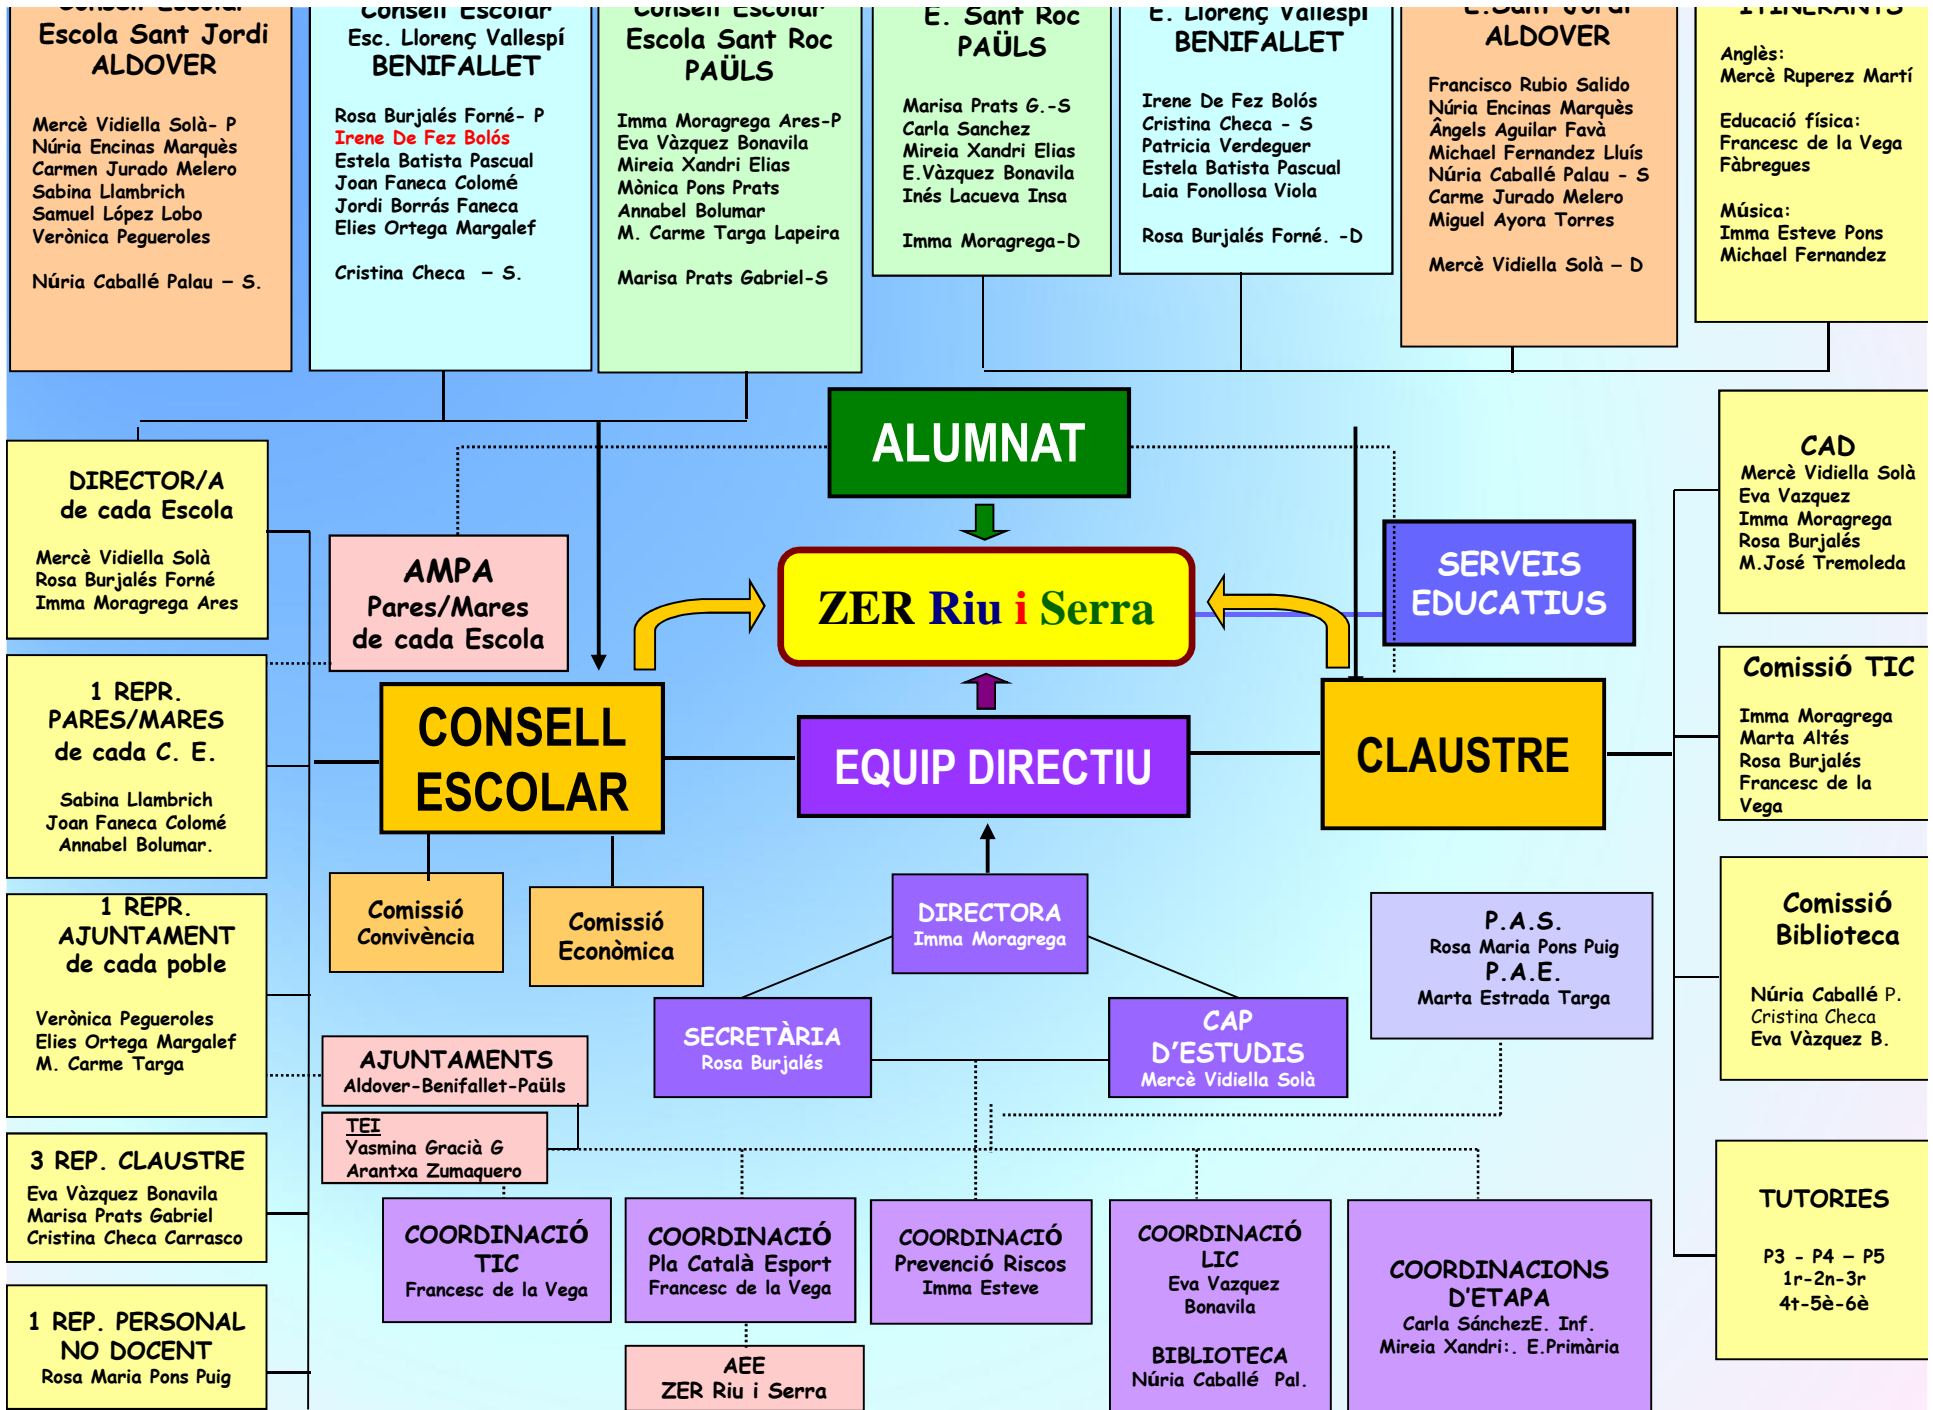 Consell Escolar
Escola Sant Jordi
ALDOVER
Mercè Vidiella Solà- P
Núria Encinas Marquès
Carmen Jurado Melero
Sabina Llambrich
Samuel López Lobo
Verònica Pegueroles
Núria Caballé Palau – S.
Consell Escolar
Esc. Llorenç Vallespí
BENIFALLET
Rosa Burjalés Forné- P
Irene De Fez Bolós
Estela Batista Pascual
Joan Faneca Colomé
Jordi Borrás Faneca
Elies Ortega Margalef
Cristina Checa – S.
Consell Escolar
Escola Sant Roc
PAÜLS
Imma Moragrega Ares-P
Eva Vàzquez Bonavila
Mireia Xandri Elias
Mònica Pons Prats
Annabel Bolumar
M. Carme Targa Lapeira
Marisa Prats Gabriel-S
E. Sant Roc
PAÜLS
Marisa Prats G.-S
Carla Sanchez
Mireia Xandri Elias
E.Vàzquez Bonavila
Inés Lacueva Insa
Imma Moragrega-D
E. Llorenç Vallespí
BENIFALLET
Irene De Fez Bolós
Cristina Checa - S
Patricia Verdeguer
Estela Batista Pascual
Laia Fonollosa Viola
Rosa Burjalés Forné. -D
E.Sant Jordi
ALDOVER
Francisco Rubio Salido
Núria Encinas Marquès
Ângels Aguilar Favà
Michael Fernandez Lluís
Núria Caballé Palau - S
Carme Jurado Melero
Miguel Ayora Torres
Mercè Vidiella Solà – D
ITINERANTS
Anglès:
Mercè Ruperez Martí
Educació física:
Francesc de la Vega
Fàbregues
Música:
Imma Esteve Pons
Michael Fernandez
ALUMNAT
DIRECTOR/A
de cada Escola
Mercè Vidiella Solà
Rosa Burjalés Forné
Imma Moragrega Ares
AMPA
Pares/Mares
de cada Escola
ZER Riu i Serra
SERVEIS
EDUCATIUS
CAD
Mercè Vidiella Solà
Eva Vazquez
Imma Moragrega
Rosa Burjalés
M.José Tremoleda
1 REPR.
PARES/MARES
de cada C. E.
Sabina Llambrich
Joan Faneca Colomé
Annabel Bolumar.
CONSELL
ESCOLAR
EQUIP DIRECTIU
CLAUSTRE
Comissió TIC
Imma Moragrega
Marta Altés
Rosa Burjalés
Francesc de la
Vega
1 REPR.
AJUNTAMENT
de cada poble
Verònica Pegueroles
Elies Ortega Margalef
M. Carme Targa
Comissió
Convivència
Comissió
Econòmica
DIRECTORA
Imma Moragrega
SECRETÀRIA
Rosa Burjalés
CAP
D'ESTUDIS
Mercè Vidiella Solà
P.A.S.
Rosa Maria Pons Puig
P.A.E.
Marta Estrada Targa
Comissió
Biblioteca
Núria Caballé P.
Cristina Checa
Eva Vàzquez B.
AJUNTAMENTS
Aldover-Benifallet-Paüls
TEI
Yasmina Gracià G
Arantxa Zumaquero
3 REP. CLAUSTRE
Eva Vàzquez Bonavila
Marisa Prats Gabriel
Cristina Checa Carrasco
1 REP. PERSONAL
NO DOCENT
Rosa Maria Pons Puig
COORDINACIÓ
TIC
Francesc de la Vega
COORDINACIÓ
Pla Català Esport
Francesc de la Vega
AEE
ZER Riu i Serra
COORDINACIÓ
Prevenció Riscos
Imma Esteve
COORDINACIÓ
LIC
Eva Vazquez
Bonavila
BIBLIOTECA
Núria Caballé Pal.
COORDINACIONS
D'ETAPA
Carla SánchezE. Inf.
Mireia Xandri:. E.Primària
TUTORIES
P3 - P4 – P5
1r-2n-3r
4t-5è-6è